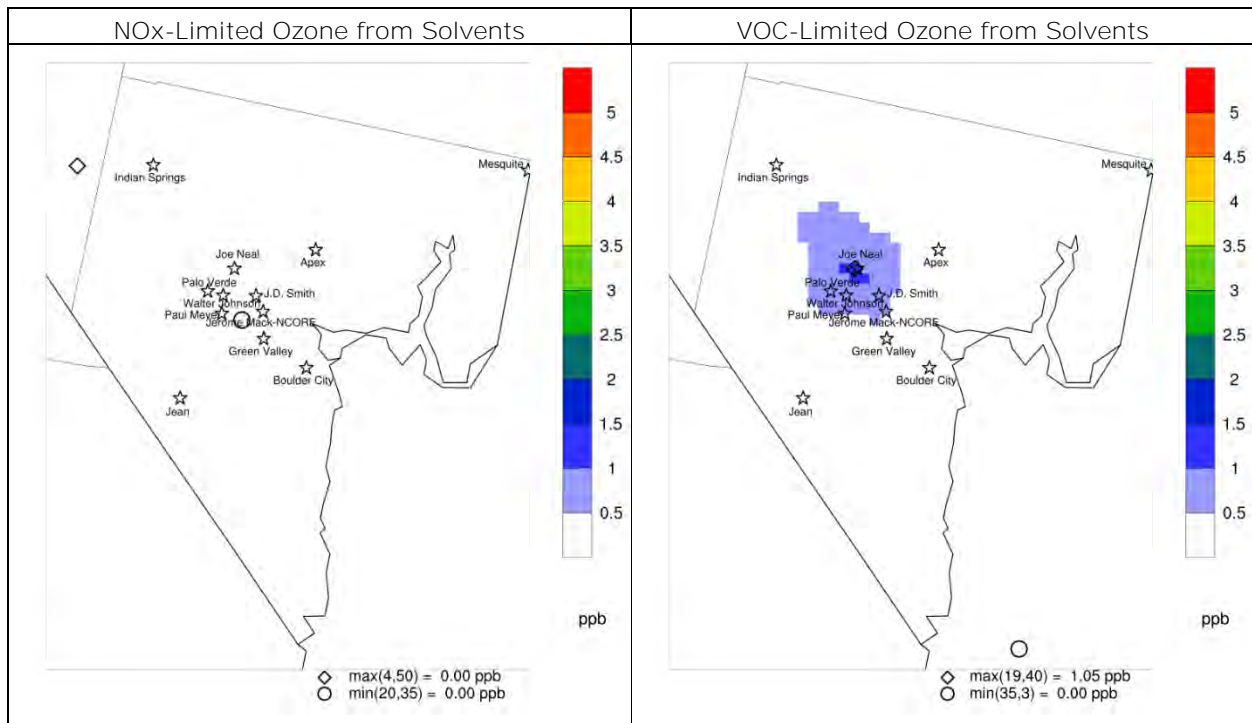 NOx-Limited Ozone from Solvents
VOC-Limited Ozone from Solvents
Mesquite
Indian Springs
Joe Neal
Apex
Palo Verde
J.D. Smith
Walter Johnson
Paul Meyer
Jerome Mack-NCORE
Green Valley
Boulder City
Jean
5
4.5
4
3.5
3
2.5
2
1.5
1
0.5
ppb
max(4,50) = 0.00 ppb
min(20,35) = 0.00 ppb
Mesquite
Indian Springs
Joe Neal
Apex
Palo Verde
J.D. Smith
Walter Johnson
Paul Meyer
Jerome Mack-NCORE
Green Valley
Boulder City
Jean
5
4.5
4
3.5
3
2.5
2
1.5
1
0.5
ppb
max(19,40) = 1.05 ppb
min(35,3) = 0.00 ppb